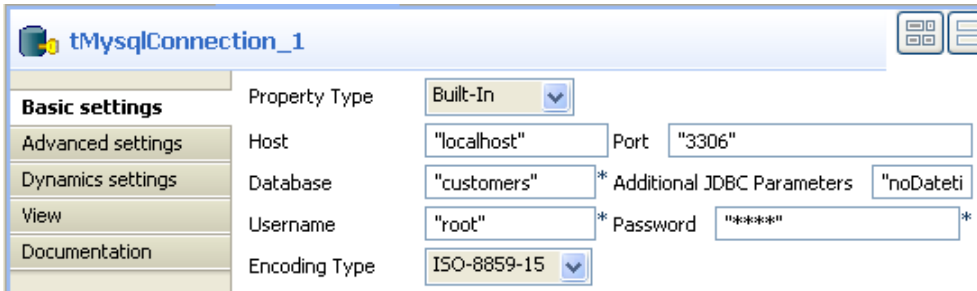 tMysqlConnection_1
Basic settings
Advanced settings
Dynamics settings
View
Documentation
Property Type Built-In
Host "localhost" Port "3306"
Database "customers" * Additional JDBC Parameters "noDateti
Username "root" * Password "****" *
Encoding Type ISO-8859-15